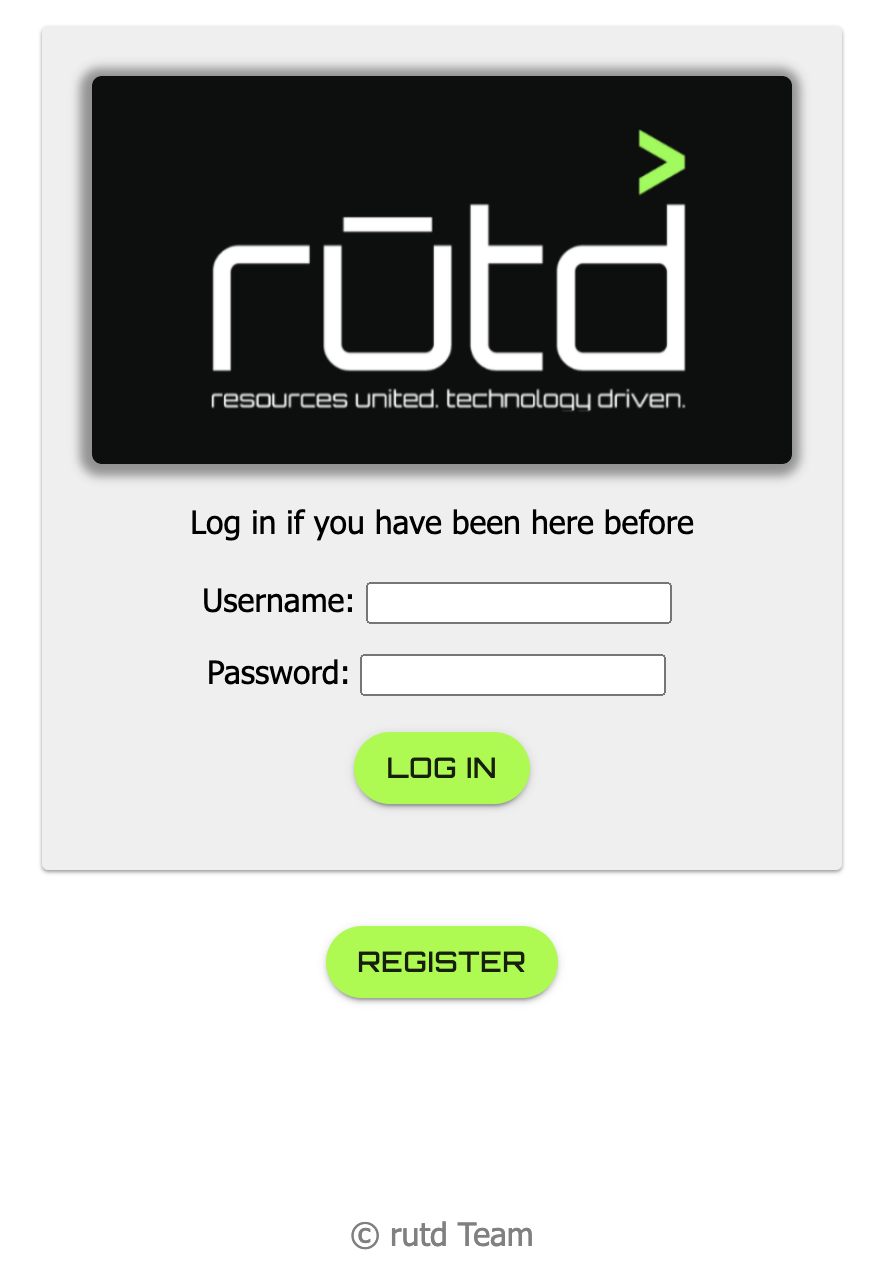 >
rūtd
resources united. technology driven.
Log in if you have been here before
Username:
Password:
LOG IN
REGISTER
© rutd Team